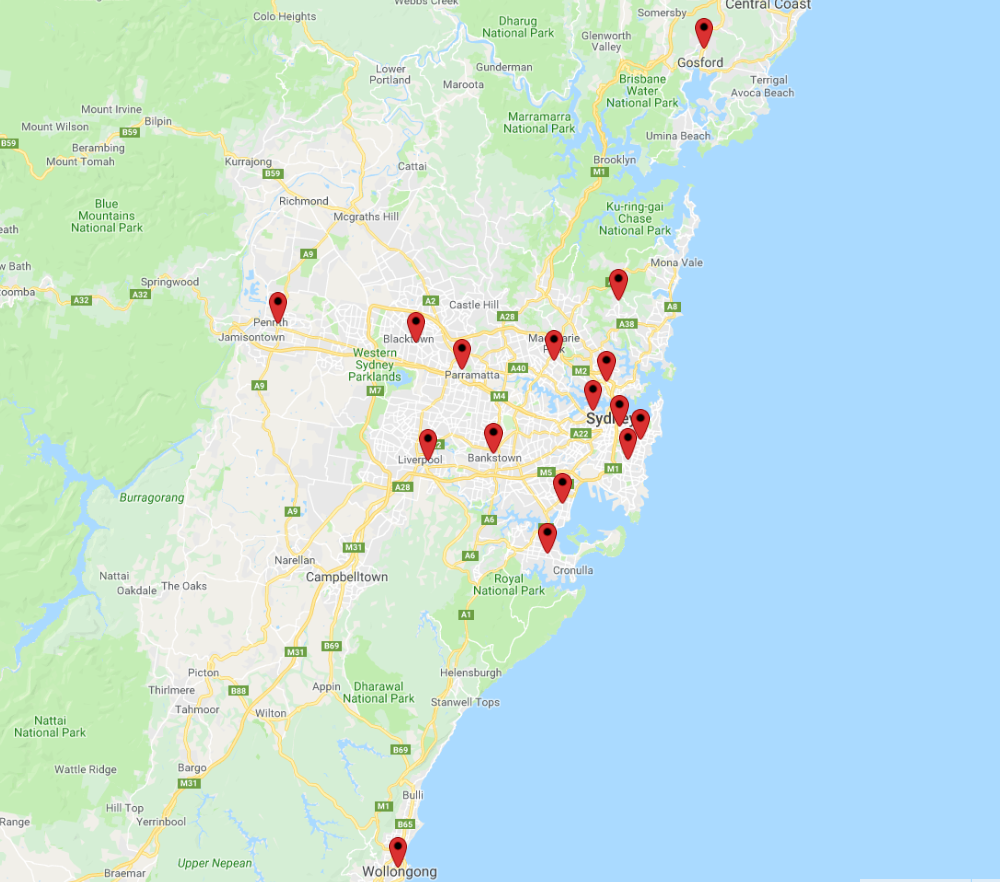 Webbs Creek
Central Coast
Colo Heights
Somersby
Dharug
National Park
Glenworth
Valley
Gosford
Lower
Portland
Gunderman
Maroota
Brisbane
Water
National Park
Terrigal
Avoca Beach
Mount Irvine
Bilpin
Marramarra
National Park
Mount Wilson
B59
Umina Beach
B59
Berambing
Mount Tomah
Kurrajong
Cattai
Brooklyn
M1
B59
Richmond
Mcgraths Hill
Blue
Mountains
National Park
Ku-ring-gai
Chase
National Park
eath
A9
w Bath
Mona Vale
Springwood
oomba
A32
A32
A2
Castle Hill
A8
A28
Penrith
A38
Jamisontown
Blacktown
Macquarie
Park
Western
Sydney
Parklands
Parramatta
A40
M2
A9
M7
M4
Sydney
A22
Liverpool
Bankstown
M5
M1
A28
Burragorang
A9
A6
M31
A6
Narellan
Cronulla
Nattai
Oakdale
The Oaks
Campbelltown
Royal
National Park
A1
B69
M31
Picton
Helensburgh
Thirlmere
B88
Appin
Dharawal
National Park
Tahmoor
Wilton
Stanwell Tops
Nattai
National Park
B69
Wattle Ridge
Bargo
M31
Bulli
Hill Top
M1
Range
Yerrinbool
B65
Upper Nepean
Braemar
Wollongong